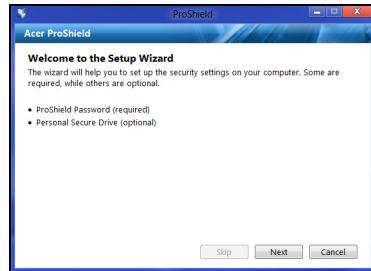 ProShield
Acer ProShield
Welcome to the Setup Wizard
The wizard will help you to set up the security settings on your computer. Some are
required, while others are optional.
• ProShield Password (required)
• Personal Secure Drive (optional)
Skip Next Cancel